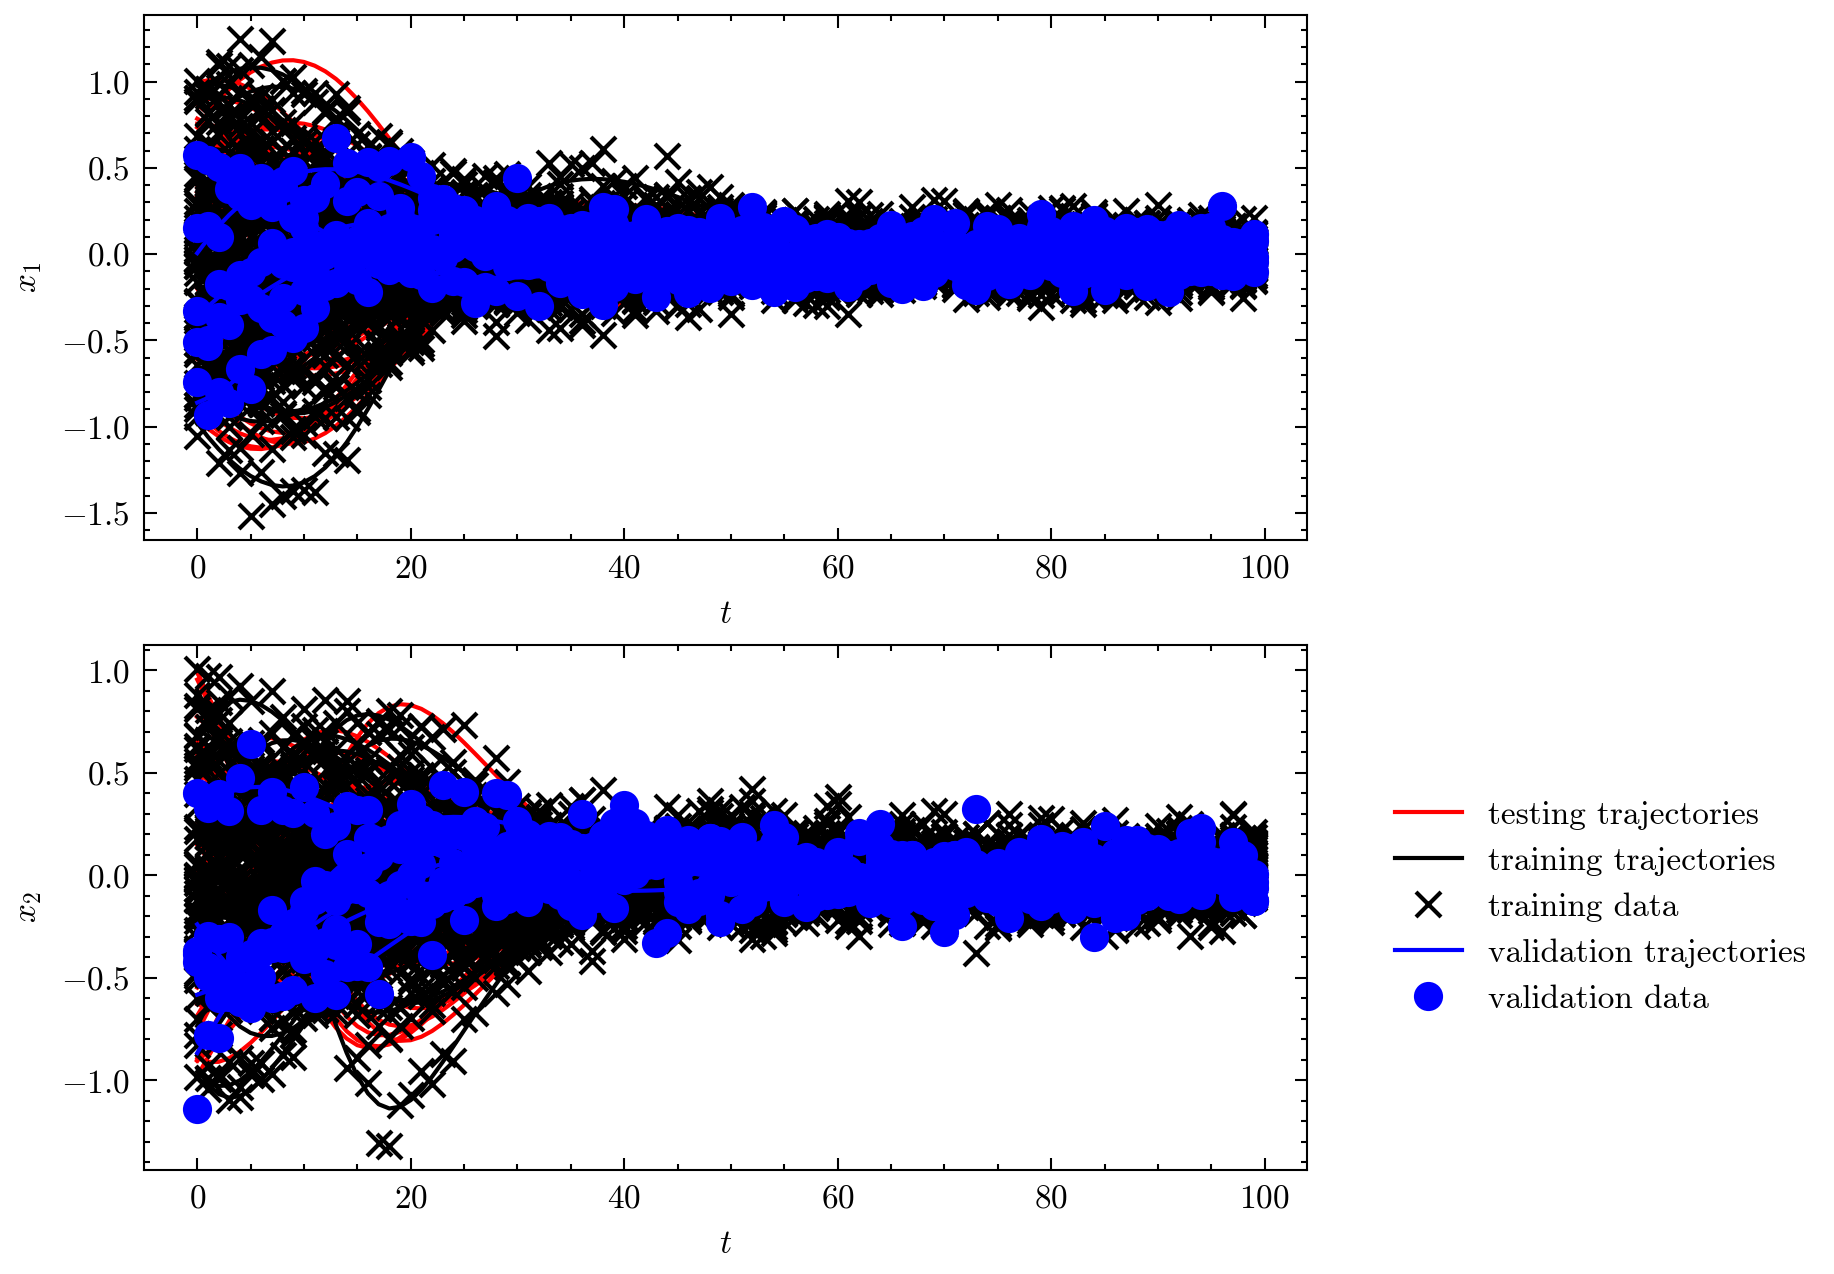 1.0
0.5
0.0
−0.5
−1.0
−1.5
x₁
0 20 40 60 80 100
t
1.0
0.5
0.0
−0.5
−1.0
x₂
0 20 40 60 80 100
t
testing trajectories
training trajectories
training data
validation trajectories
validation data